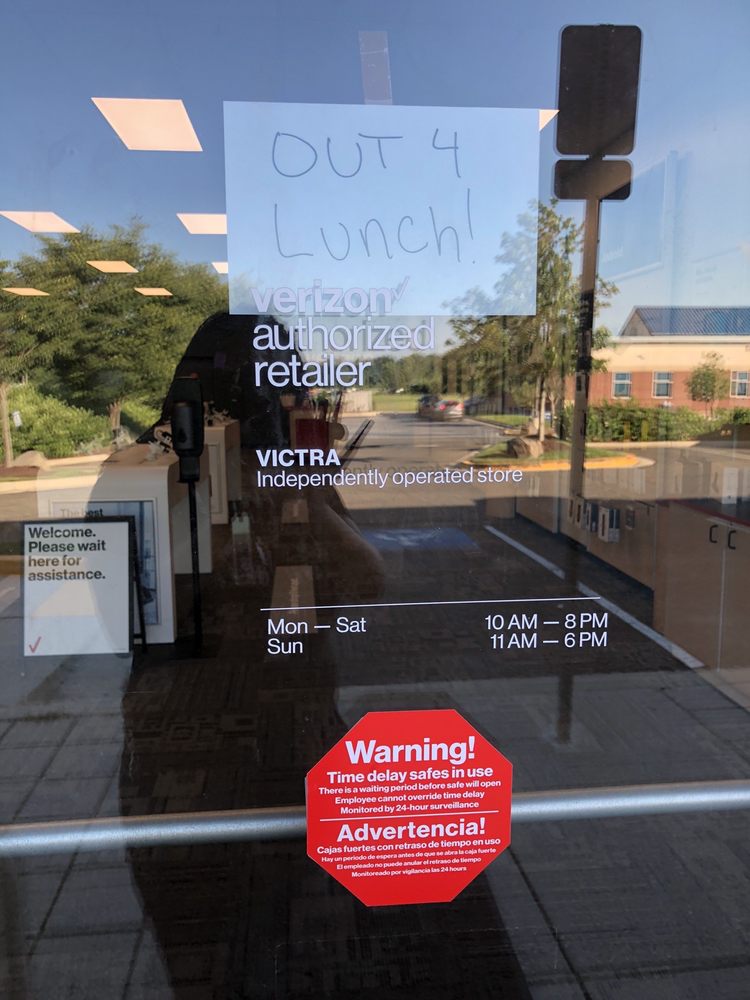 OUT 4
Lunch!
verizon
authorized
retailer
VICTRA
Independently operated store
The best
Welcome.
Please wait
here for
assistance.
Mon — Sat 10 AM — 8 PM
Sun 11 AM — 6 PM
Warning!
Time delay safes in use
There is a waiting period before safe will open
Employee cannot override time delay
Monitored by 24-hour surveillance
Advertencia!
Cajas fuertes con retraso de tiempo en uso
Hay un periodo de espera antes de que se abra la caja fuerte
El empleado no puede anular el retraso de tiempo
Monitoreado por vigilancia las 24 hours